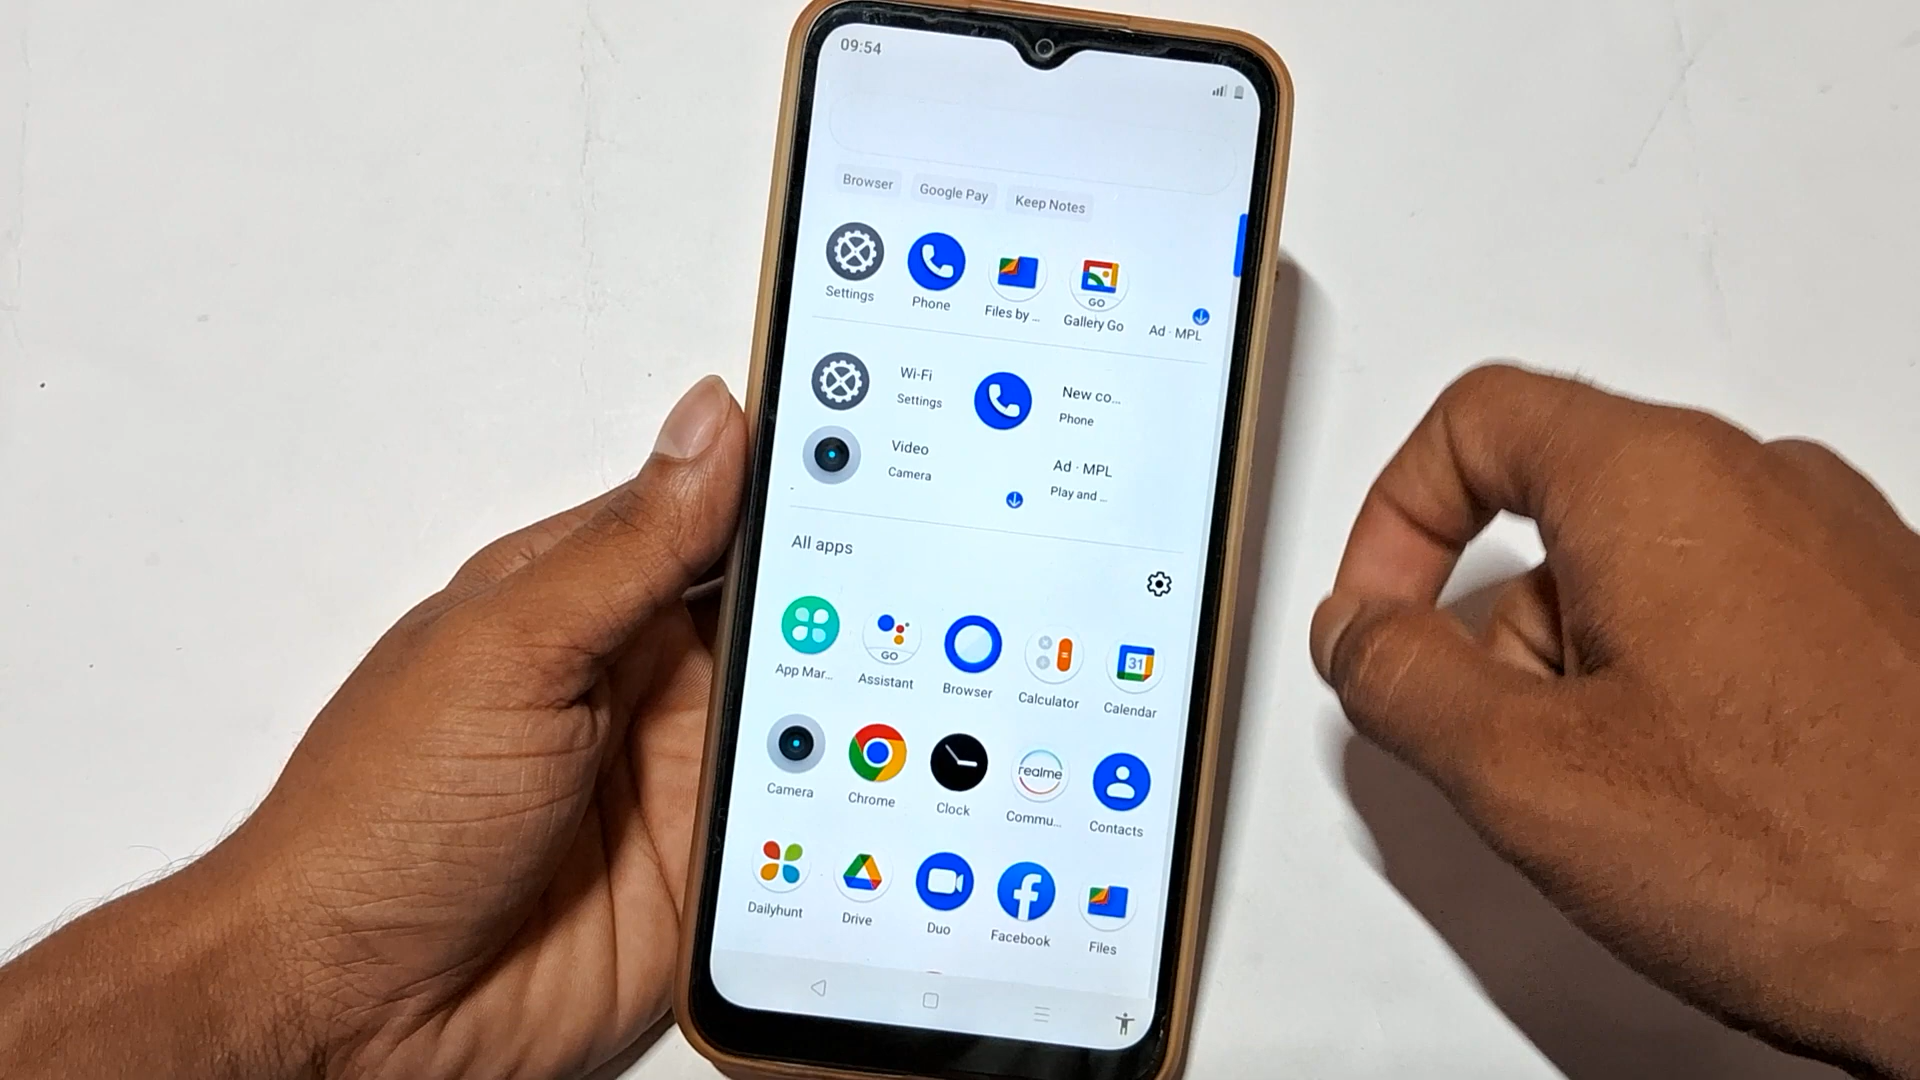 09:54
Browser Google Pay Keep Notes
Settings Phone Files by ... GO Gallery Go Ad · MPL
Wi-Fi
Settings
New co...
Phone
Video
Camera
Ad · MPL
Play and ...
All apps
GO 31
App Mar... Assistant Browser Calculator Calendar
realme
Camera Chrome Clock Commu... Contacts
Dailyhunt Drive Duo Facebook Files